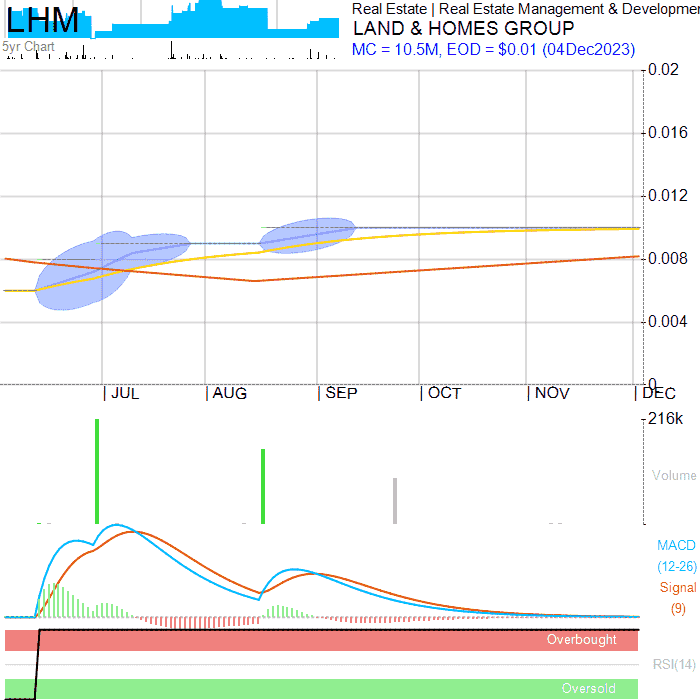 LHM
Real Estate | Real Estate Management & Developmen
LAND & HOMES GROUP
5yr Chart
MC = 10.5M, EOD = $0.01 (04Dec2023)
0.02
0.016
0.012
0.008
0.004
0
| JUL | AUG | SEP | OCT | NOV | DEC
216k
Volume
MACD
(12-26)
Signal
(9)
Overbought
RSI(14)
Oversold